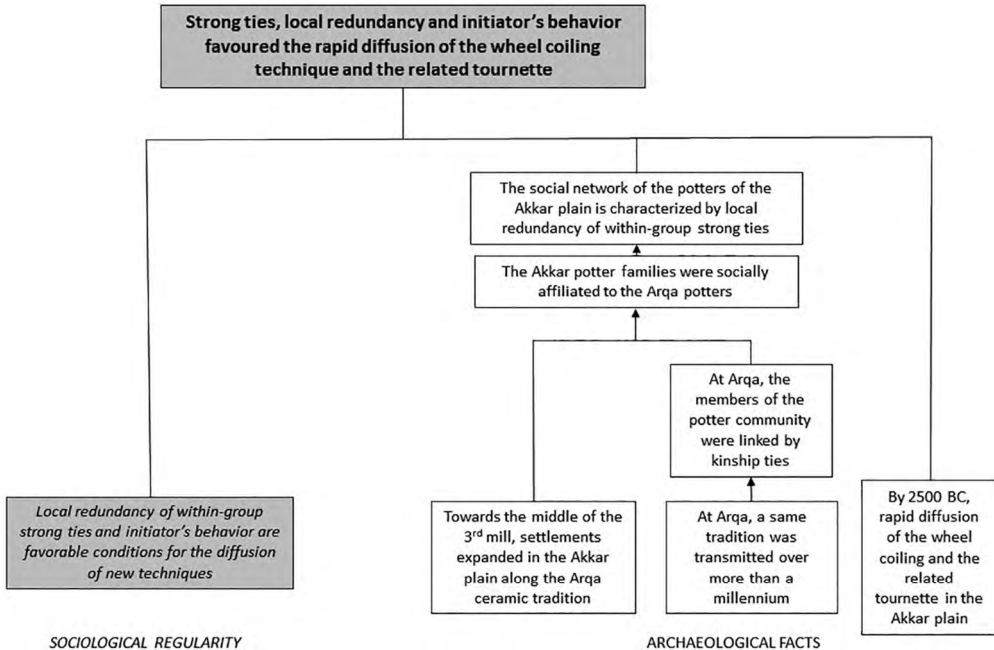 Strong ties, local redundancy and initiator's behavior
favoured the rapid diffusion of the wheel coiling
technique and the related tournette
The social network of the potters of the
Akkar plain is characterized by local
redundancy of within-group strong ties
The Akkar potter families were socially
affiliated to the Arqa potters
At Arqa, the
members of the
potter community
were linked by
kinship ties
Local redundancy of within-group
strong ties and initiator's behavior are
favorable conditions for the diffusion
of new techniques
Towards the middle of the
3rd mill, settlements
expanded in the Akkar
plain along the Arqa
ceramic tradition
At Arqa, a same
tradition was
transmitted over
more than a
millennium
By 2500 BC,
rapid diffusion
of the wheel
coiling and the
related
tournette in the
Akkar plain
SOCIOLOGICAL REGULARITY
ARCHAEOLOGICAL FACTS